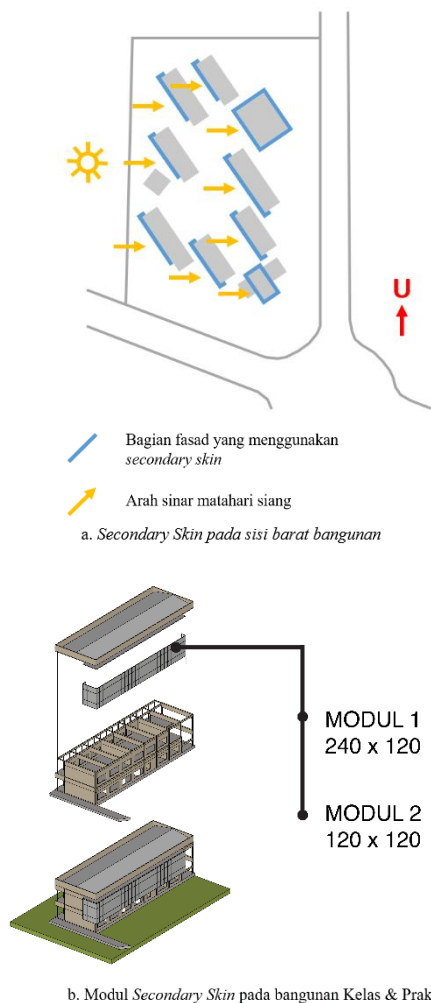 U
Bagian fasad yang menggunakan
secondary skin
Arah sinar matahari siang
a. Secondary Skin pada sisi barat bangunan
MODUL 1
240 x 120
MODUL 2
120 x 120
b. Modul Secondary Skin pada bangunan Kelas & Prak